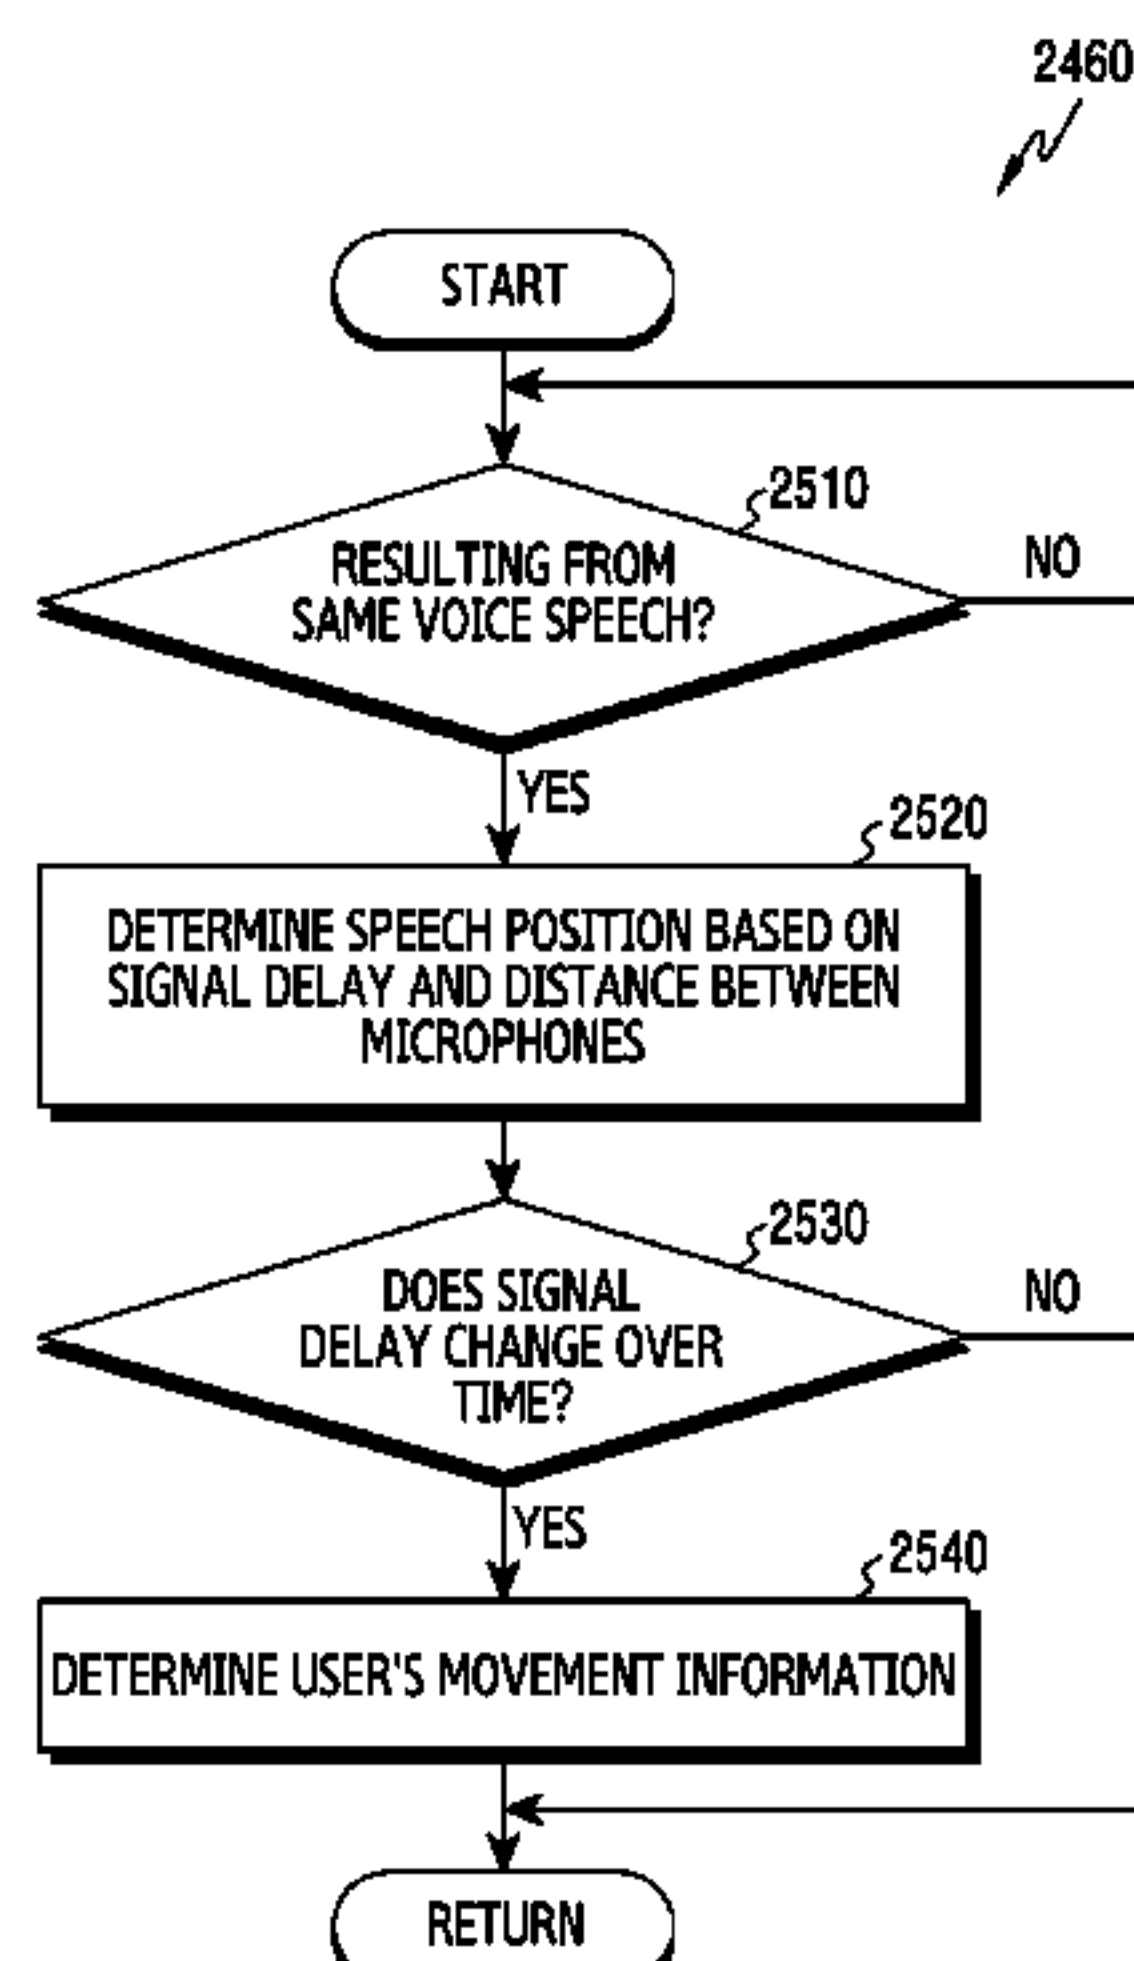 2460
START
2510
RESULTING FROM
SAME VOICE SPEECH?
NO
YES
2520
DETERMINE SPEECH POSITION BASED ON
SIGNAL DELAY AND DISTANCE BETWEEN
MICROPHONES
2530
DOES SIGNAL
DELAY CHANGE OVER
TIME?
NO
YES
2540
DETERMINE USER'S MOVEMENT INFORMATION
RETURN